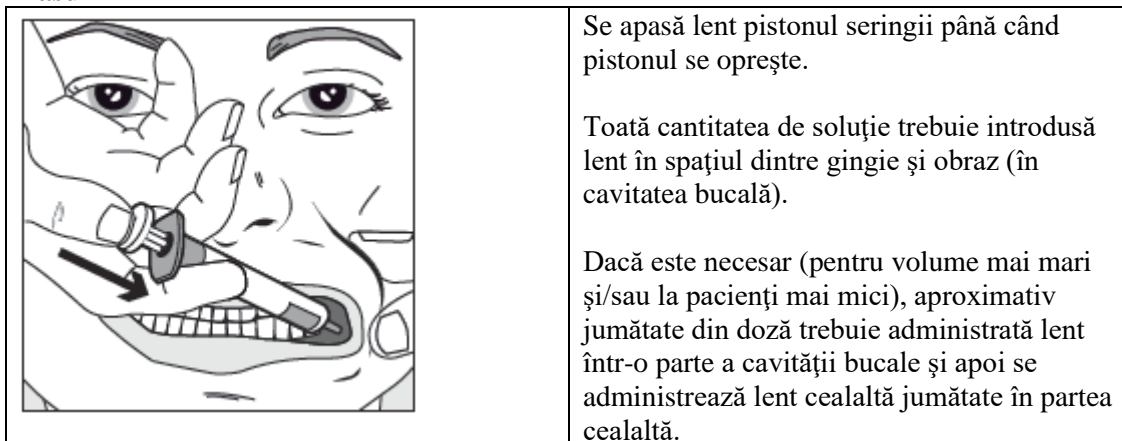 Se apasă lent pistonul seringii până când
pistonul se opreşte.
Toată cantitatea de soluţie trebuie introdusă
lent în spaţiul dintre gingie şi obraz (în
cavitatea bucală).
Dacă este necesar (pentru volume mai mari
şi/sau la pacienţi mai mici), aproximativ
jumătate din doză trebuie administrată lent
într-o parte a cavităţii bucale şi apoi se
administrează lent cealaltă jumătate în partea
cealaltă.